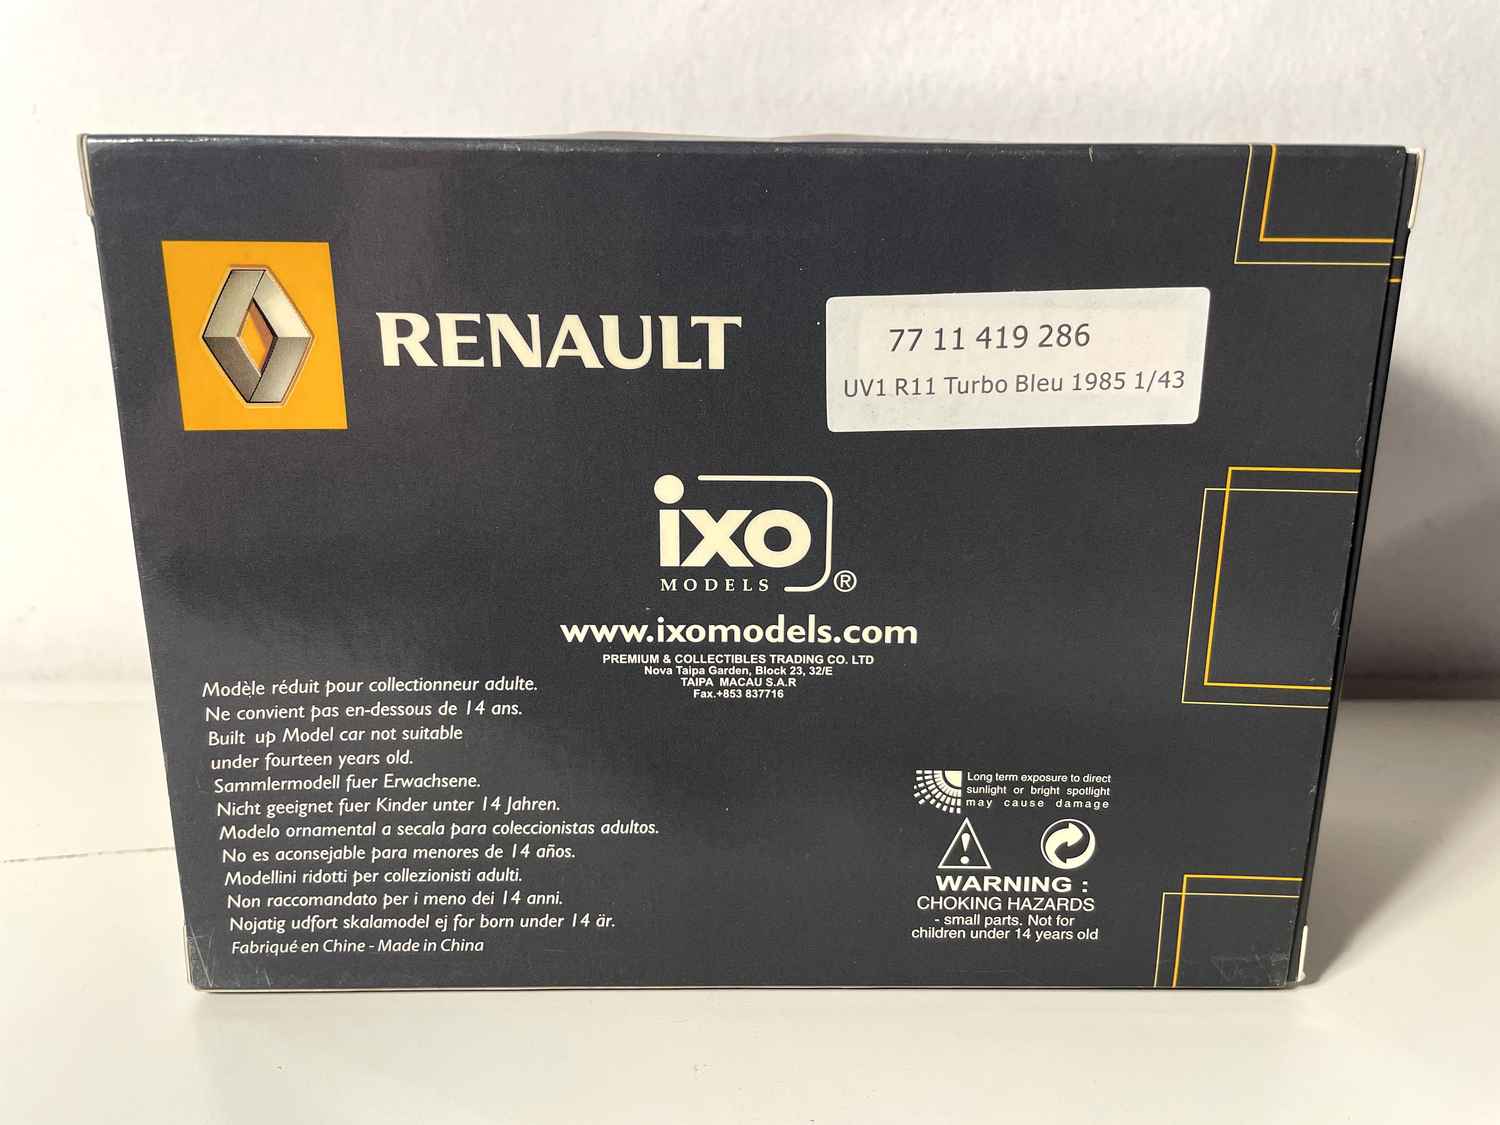 RENAULT
77 11 419 286
UV1 R11 Turbo Bleu 1985 1/43
ixo
MODELS ®
www.ixomodels.com
PREMIUM & COLLECTIBLES TRADING CO. LTD
Nova Taipa Garden, Block 23, 32/E
TAIPA MACAU S.A.R
Fax.+853 837716
Modèle réduit pour collectionneur adulte.
Ne convient pas en-dessous de 14 ans.
Built up Model car not suitable
under fourteen years old.
Sammlermodell fuer Erwachsene.
Nicht geeignet fuer Kinder unter 14 Jahren.
Modelo ornamental a secala para coleccionistas adultos.
No es aconsejable para menores de 14 años.
Modellini ridotti per collezionisti adulti.
Non raccomandato per i meno dei 14 anni.
Nojatig udfort skalamodel ej for born under 14 år.
Fabriqué en Chine - Made in China
Long term exposure to direct
sunlight or bright spotlight
may cause damage
WARNING :
CHOKING HAZARDS
- small parts. Not for
children under 14 years old